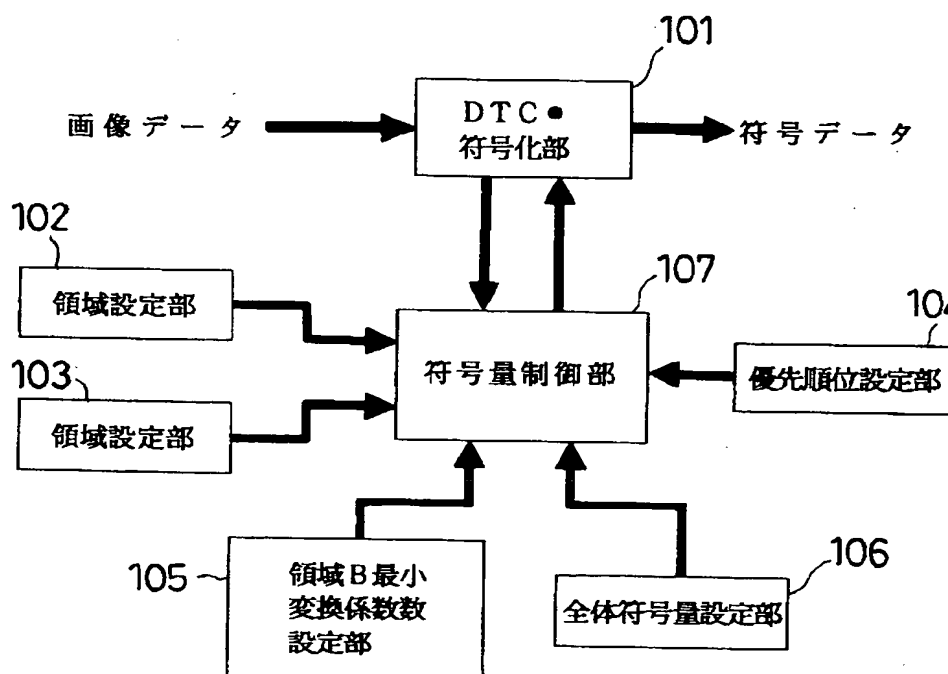 101
画像データ
DTC●
符号化部
符号データ
102
領域設定部
107
符号量制御部
104
優先順位設定部
103
領域設定部
105
領域B最小
変換係数数
設定部
106
全体符号量設定部